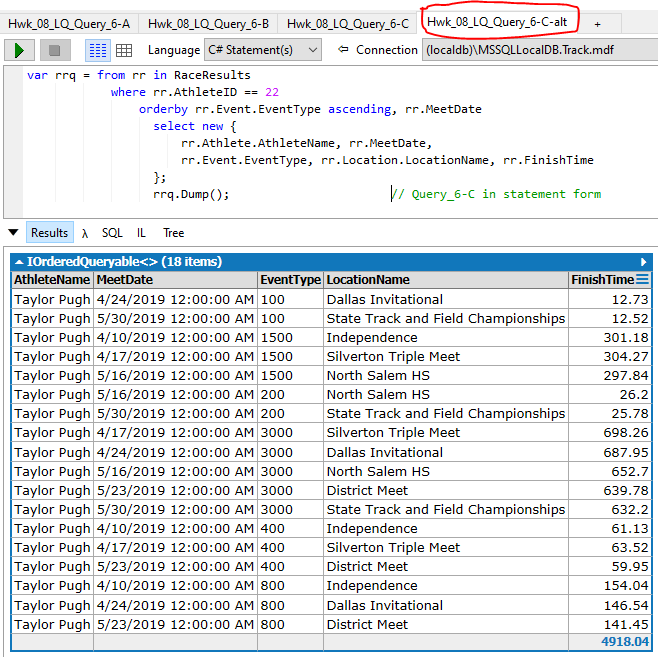 Hwk_08_LQ_Query_6-A Hwk_08_LQ_Query_6-B Hwk_08_LQ_Query_6-C Hwk_08_LQ_Query_6-C-alt +
Language C# Statement(s) Connection (localdb)\MSSQLLocalDB.Track.mdf
var rrq = from rr in RaceResults
where rr.AthleteID == 22
orderby rr.Event.EventType ascending, rr.MeetDate
select new {
rr.Athlete.AthleteName, rr.MeetDate,
rr.Event.EventType, rr.Location.LocationName, rr.FinishTime
};
rrq.Dump(); // Query_6-C in statement form
Results λ SQL IL Tree
IOrderedQueryable<> (18 items)
AthleteName MeetDate EventType LocationName FinishTime
Taylor Pugh 4/24/2019 12:00:00 AM 100 Dallas Invitational 12.73
Taylor Pugh 5/30/2019 12:00:00 AM 100 State Track and Field Championships 12.52
Taylor Pugh 4/10/2019 12:00:00 AM 1500 Independence 301.18
Taylor Pugh 4/17/2019 12:00:00 AM 1500 Silverton Triple Meet 304.27
Taylor Pugh 5/16/2019 12:00:00 AM 1500 North Salem HS 297.84
Taylor Pugh 5/16/2019 12:00:00 AM 200 North Salem HS 26.2
Taylor Pugh 5/30/2019 12:00:00 AM 200 State Track and Field Championships 25.78
Taylor Pugh 4/17/2019 12:00:00 AM 3000 Silverton Triple Meet 698.26
Taylor Pugh 4/24/2019 12:00:00 AM 3000 Dallas Invitational 687.95
Taylor Pugh 5/16/2019 12:00:00 AM 3000 North Salem HS 652.7
Taylor Pugh 5/23/2019 12:00:00 AM 3000 District Meet 639.78
Taylor Pugh 5/30/2019 12:00:00 AM 3000 State Track and Field Championships 632.2
Taylor Pugh 4/10/2019 12:00:00 AM 400 Independence 61.13
Taylor Pugh 4/17/2019 12:00:00 AM 400 Silverton Triple Meet 63.52
Taylor Pugh 5/23/2019 12:00:00 AM 400 District Meet 59.95
Taylor Pugh 4/10/2019 12:00:00 AM 800 Independence 154.04
Taylor Pugh 4/24/2019 12:00:00 AM 800 Dallas Invitational 146.54
Taylor Pugh 5/23/2019 12:00:00 AM 800 District Meet 141.45
4918.04